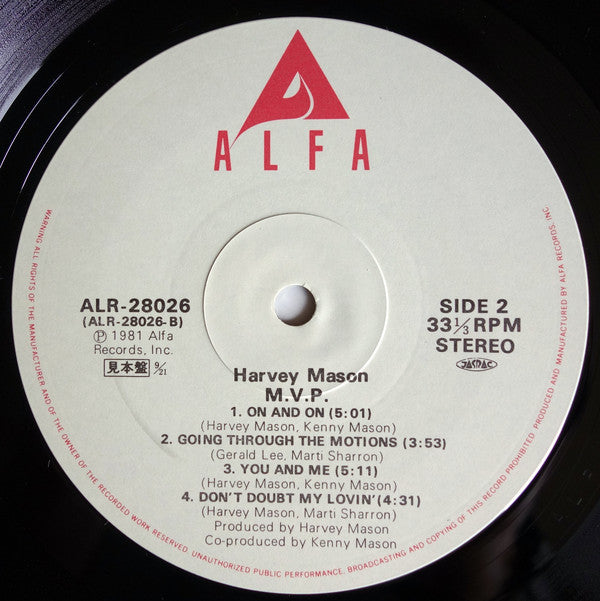 ALFA
ALR-28026
(ALR-28026-B)
Ⓟ1981 Alfa
Records, Inc.
見本盤 9/21
SIDE 2
33 1/3 RPM
STEREO
JASRAC
Harvey Mason
M.V.P.
1. ON AND ON (5:01)
(Harvey Mason, Kenny Mason)
2. GOING THROUGH THE MOTIONS (3:53)
(Gerald Lee, Marti Sharron)
3. YOU AND ME (5:11)
(Harvey Mason, Kenny Mason)
4. DON'T DOUBT MY LOVIN' (4:31)
(Harvey Mason, Marti Sharron)
Produced by Harvey Mason
Co-produced by Kenny Mason
WARNING: ALL RIGHTS OF THE MANUFACTURER AND OF THE OWNER OF THE RECORDED WORK RESERVED. UNAUTHORIZED PUBLIC PERFORMANCE, BROADCASTING AND COPYING OF THIS RECORD PROHIBITED. PRODUCED AND MANUFACTURED BY ALFA RECORDS, INC